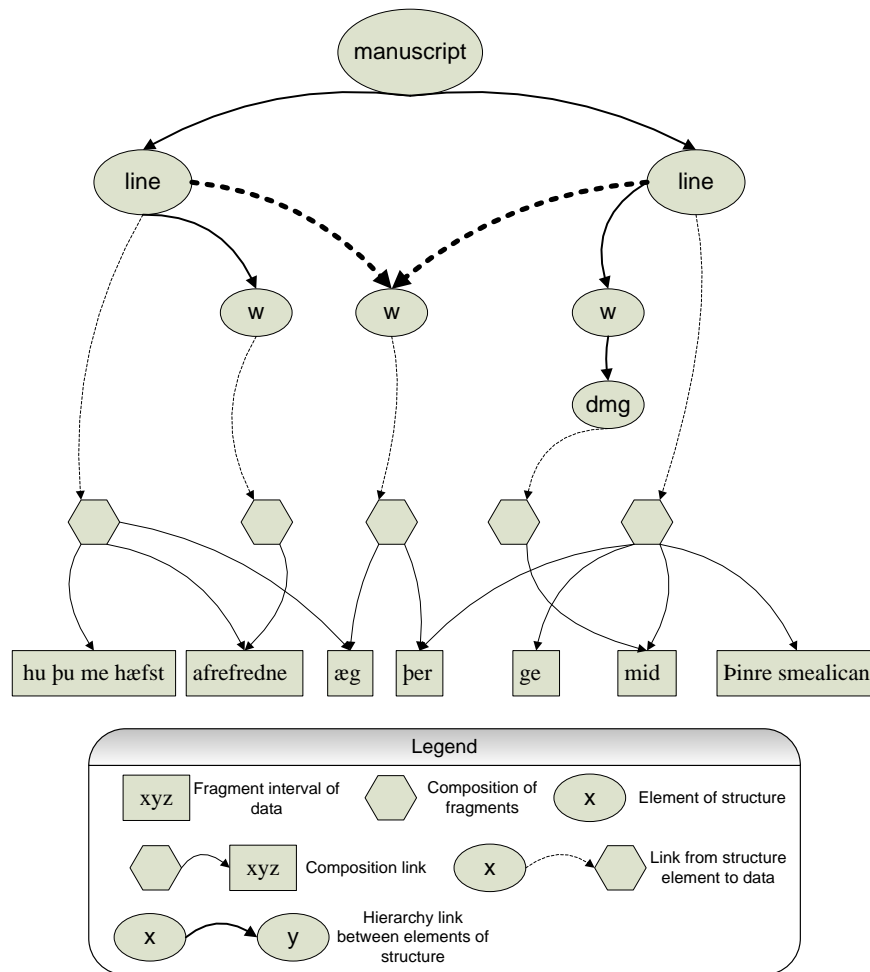 manuscript
line
line
w
w
w
dmg
hu þu me hæfst
afrefredne
æg
þer
ge
mid
Þinre smealican
Legend
xyz
Fragment interval of
data
Composition of
fragments
x
Element of structure
xyz
Composition link
x
Link from structure
element to data
x
y
Hierarchy link
between elements of
structure